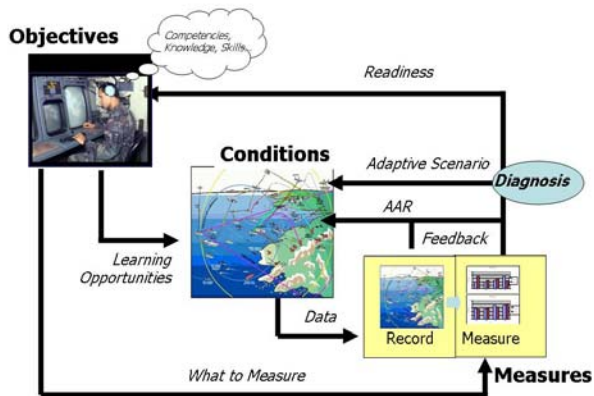 Objectives
Competencies,
Knowledge, Skills...
Readiness
Conditions
Adaptive Scenario
Diagnosis
AAR
Feedback
Learning
Opportunities
Data
Record
Measure
What to Measure
Measures